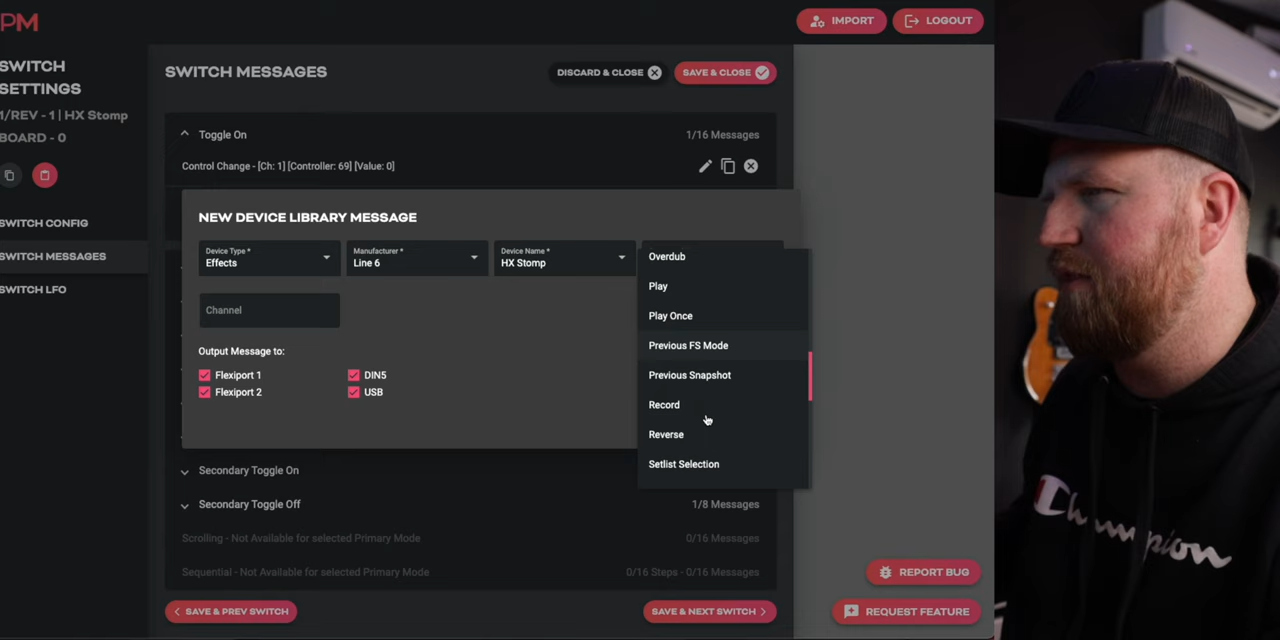 PM
IMPORT
LOGOUT
SWITCH
SETTINGS
1/REV - 1 | HX Stomp
BOARD - 0
SWITCH CONFIG
SWITCH MESSAGES
SWITCH LFO
SWITCH MESSAGES
DISCARD & CLOSE
SAVE & CLOSE
Toggle On
1/16 Messages
Control Change - [Ch: 1] [Controller: 69] [Value: 0]
NEW DEVICE LIBRARY MESSAGE
Device Type *
Effects
Manufacturer *
Line 6
Device Name *
HX Stomp
Channel
Output Message to:
Flexiport 1
DIN5
Flexiport 2
USB
Overdub
Play
Play Once
Previous FS Mode
Previous Snapshot
Record
Reverse
Setlist Selection
Secondary Toggle On
Secondary Toggle Off
1/8 Messages
Scrolling - Not Available for selected Primary Mode
0/16 Messages
Sequential - Not Available for selected Primary Mode
0/16 Steps - 0/16 Messages
SAVE & PREV SWITCH
SAVE & NEXT SWITCH
REPORT BUG
REQUEST FEATURE
Champion